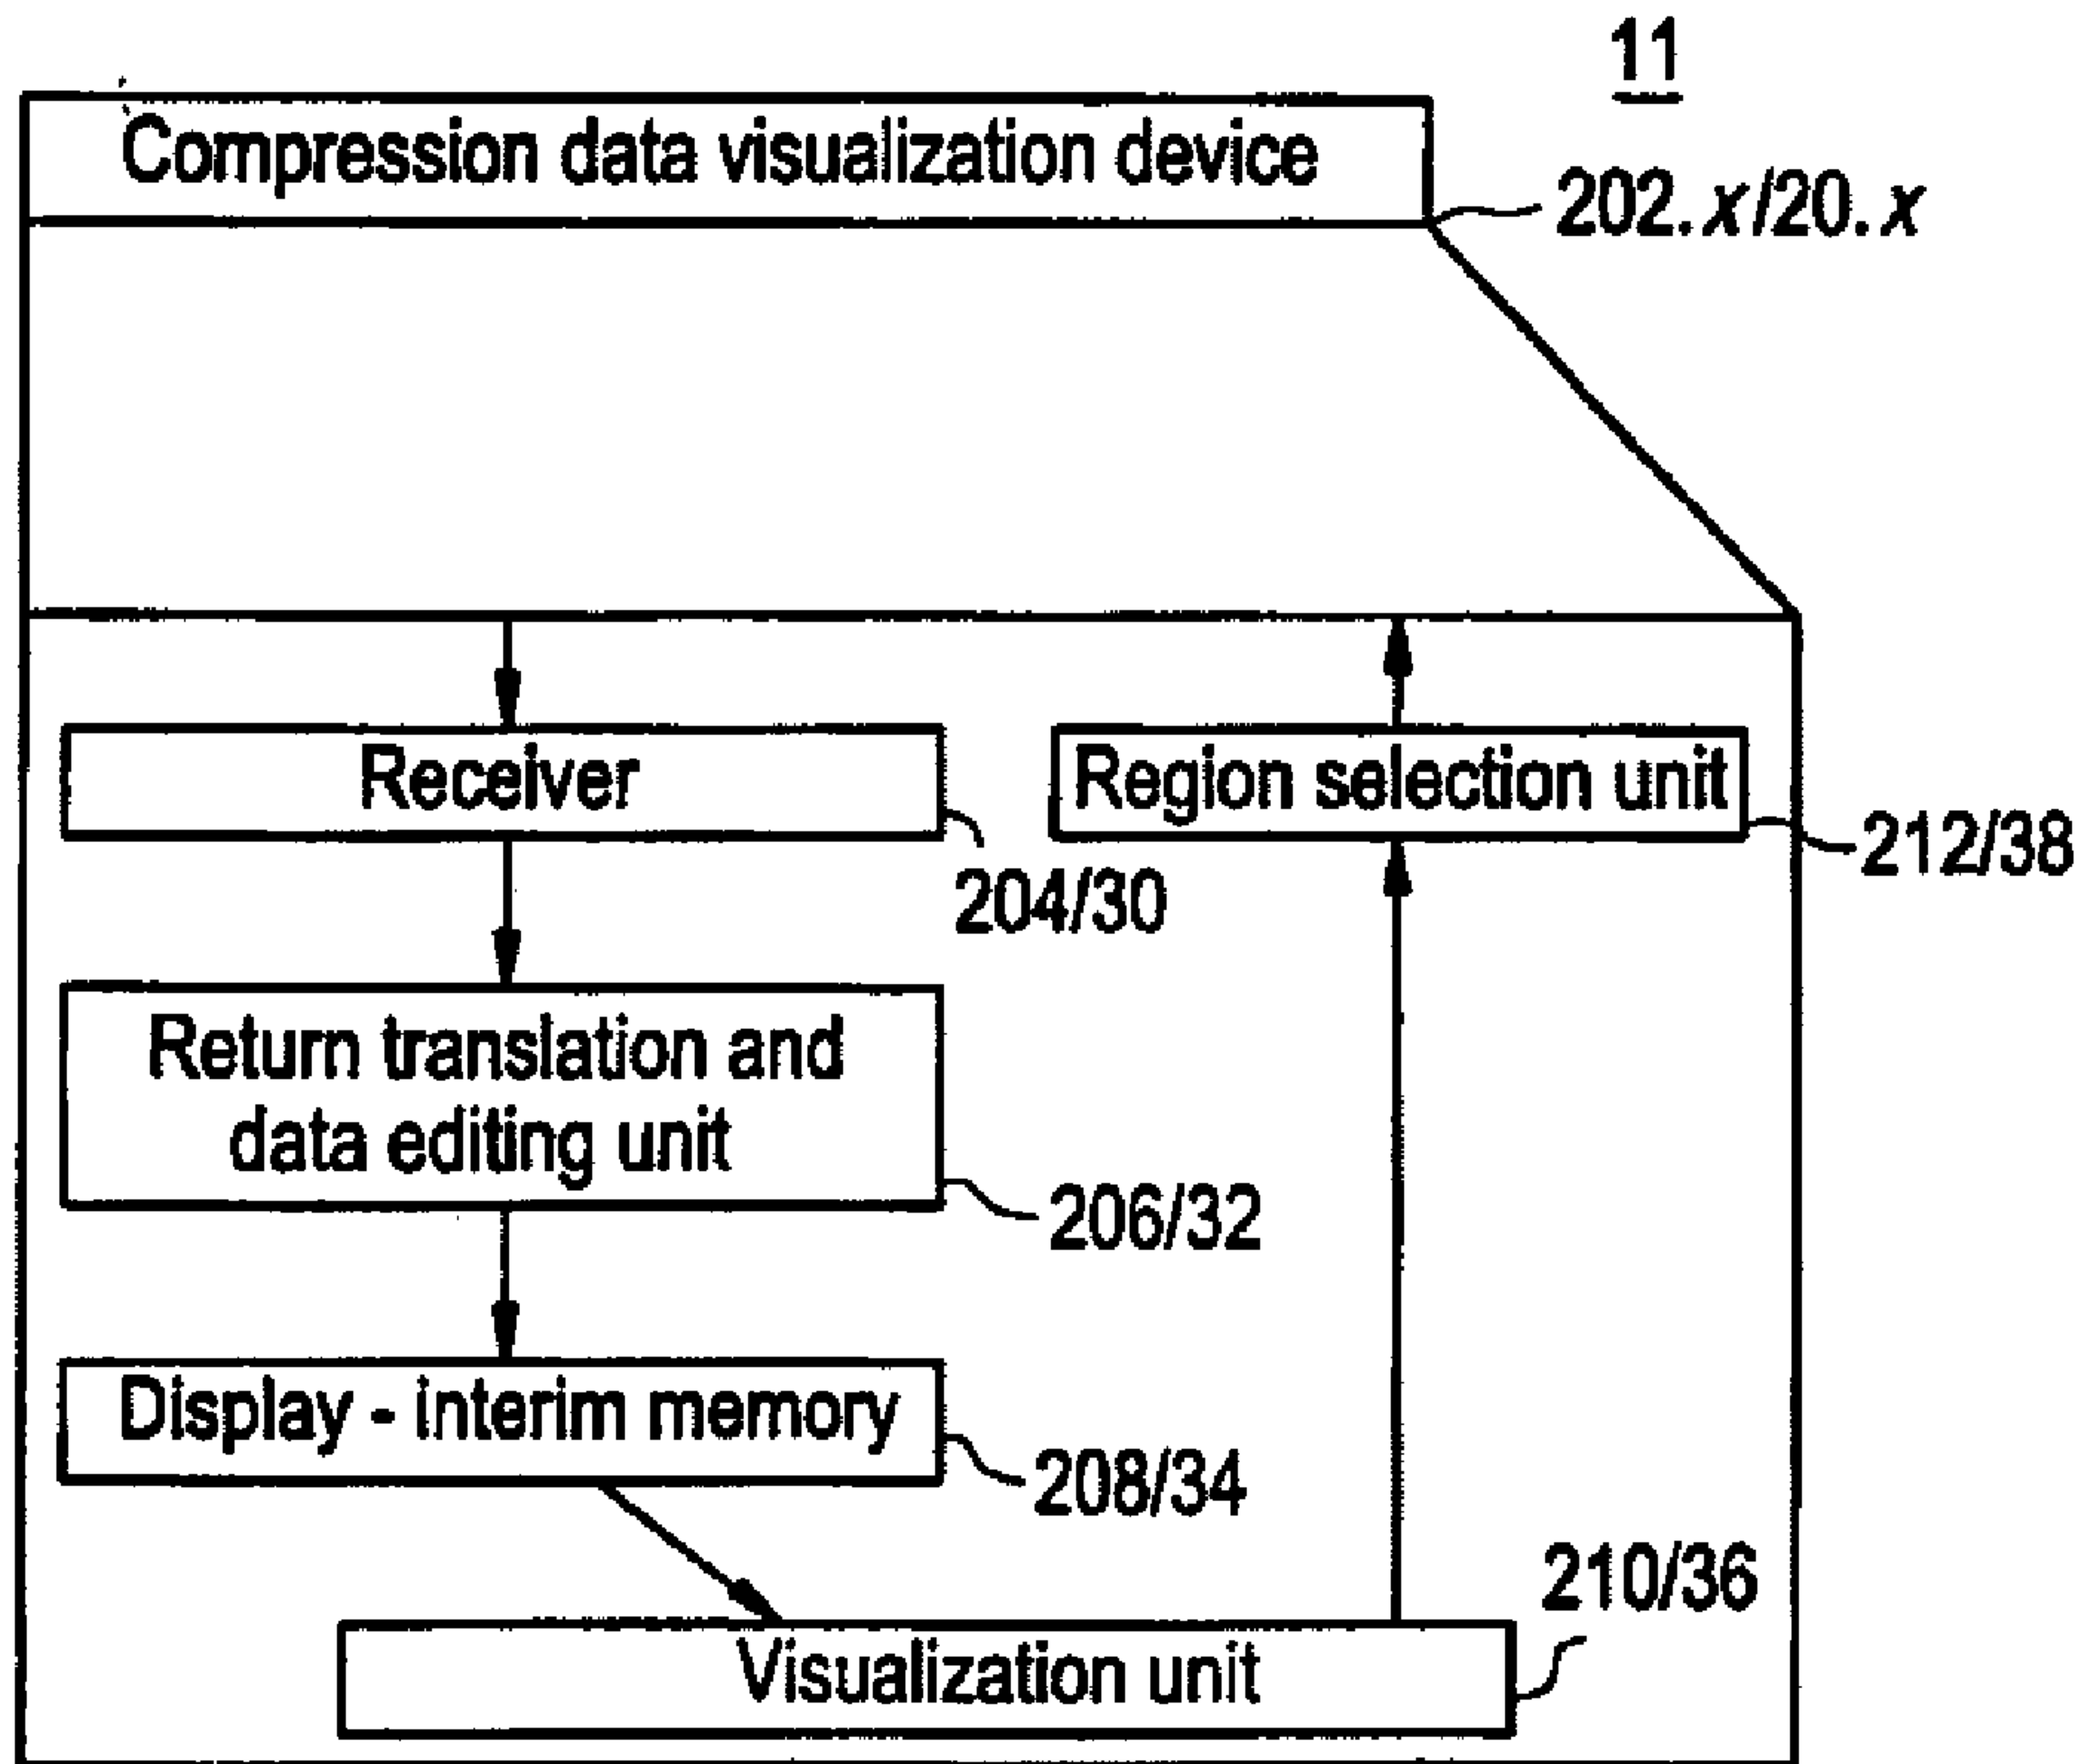 11
Compression data visualization device
202.x/20.x
Receiver
204/30
Region selection unit
212/38
Return translation and
data editing unit
206/32
Display - interim memory
208/34
Visualization unit
210/36